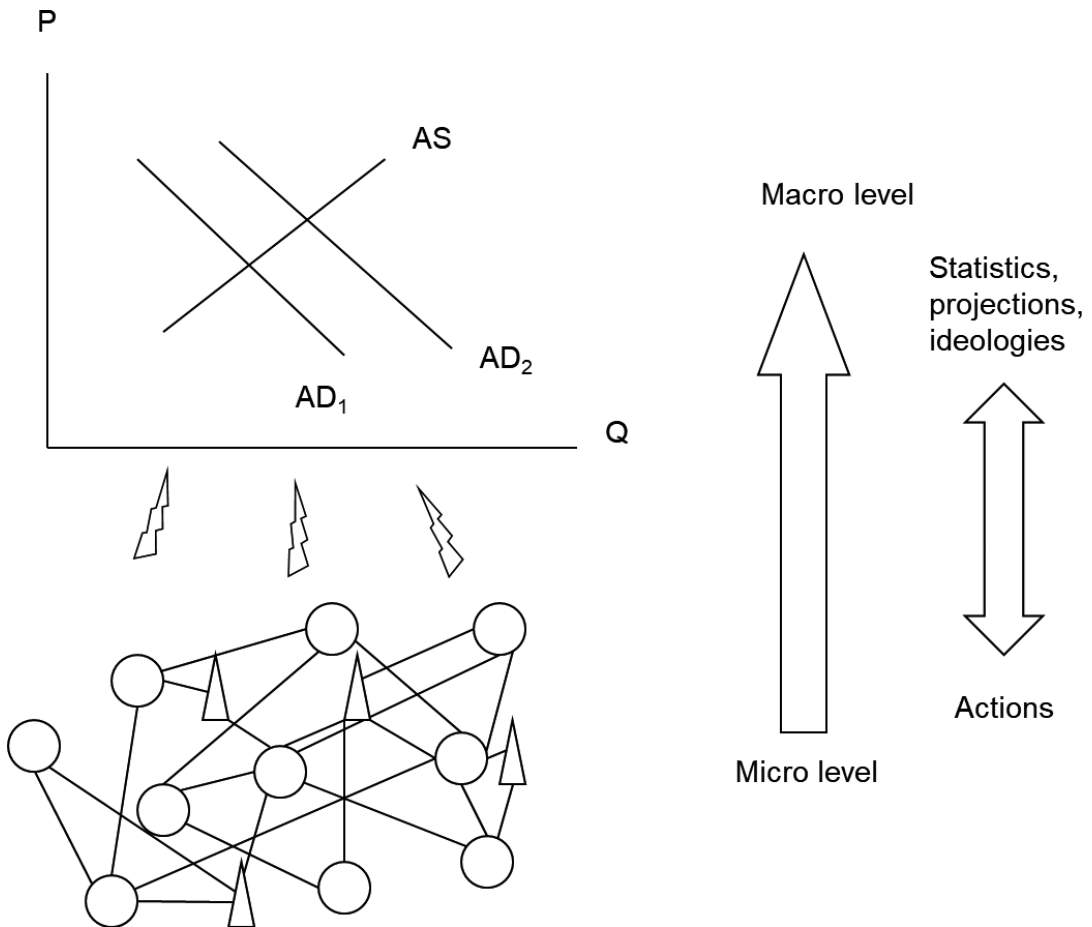 P
AS
AD₂
AD₁
Q
Macro level
Statistics,
projections,
ideologies
Actions
Micro level